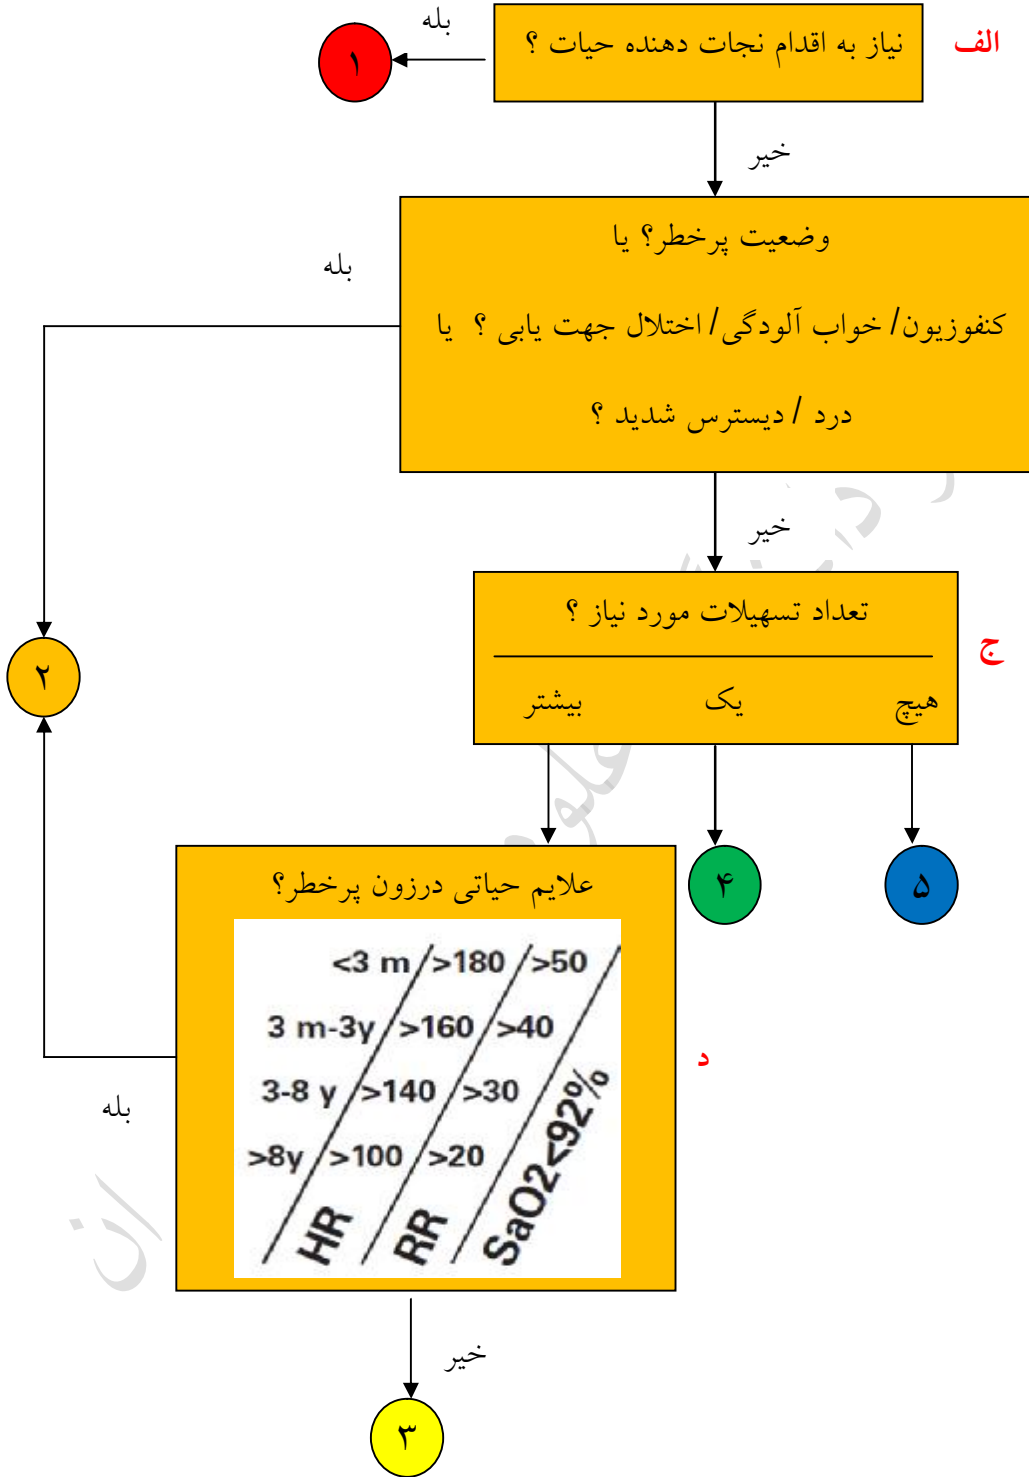 الف
نیاز به اقدام نجات دهنده حیات ؟
بله
۱
خیر
وضعیت پرخطر؟ یا
کنفوزیون/ خواب آلودگی/ اختلال جهت یابی ؟ یا
درد / دیسترس شدید ؟
بله
خیر
۲
ج
تعداد تسهیلات مورد نیاز ؟
هیچ یک بیشتر
۵
۴
د
علایم حیاتی درزون پرخطر؟
<3 m >180 >50
3 m-3y >160 >40
3-8 y >140 >30
>8y >100 >20
HR RR SaO2<92%
بله
خیر
۳